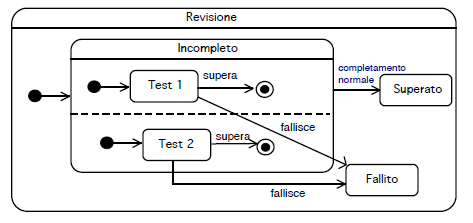 Revisione
Incompleto
Test 1
supera
completamento
normale
Superato
fallisce
Test 2
supera
Fallito
fallisce